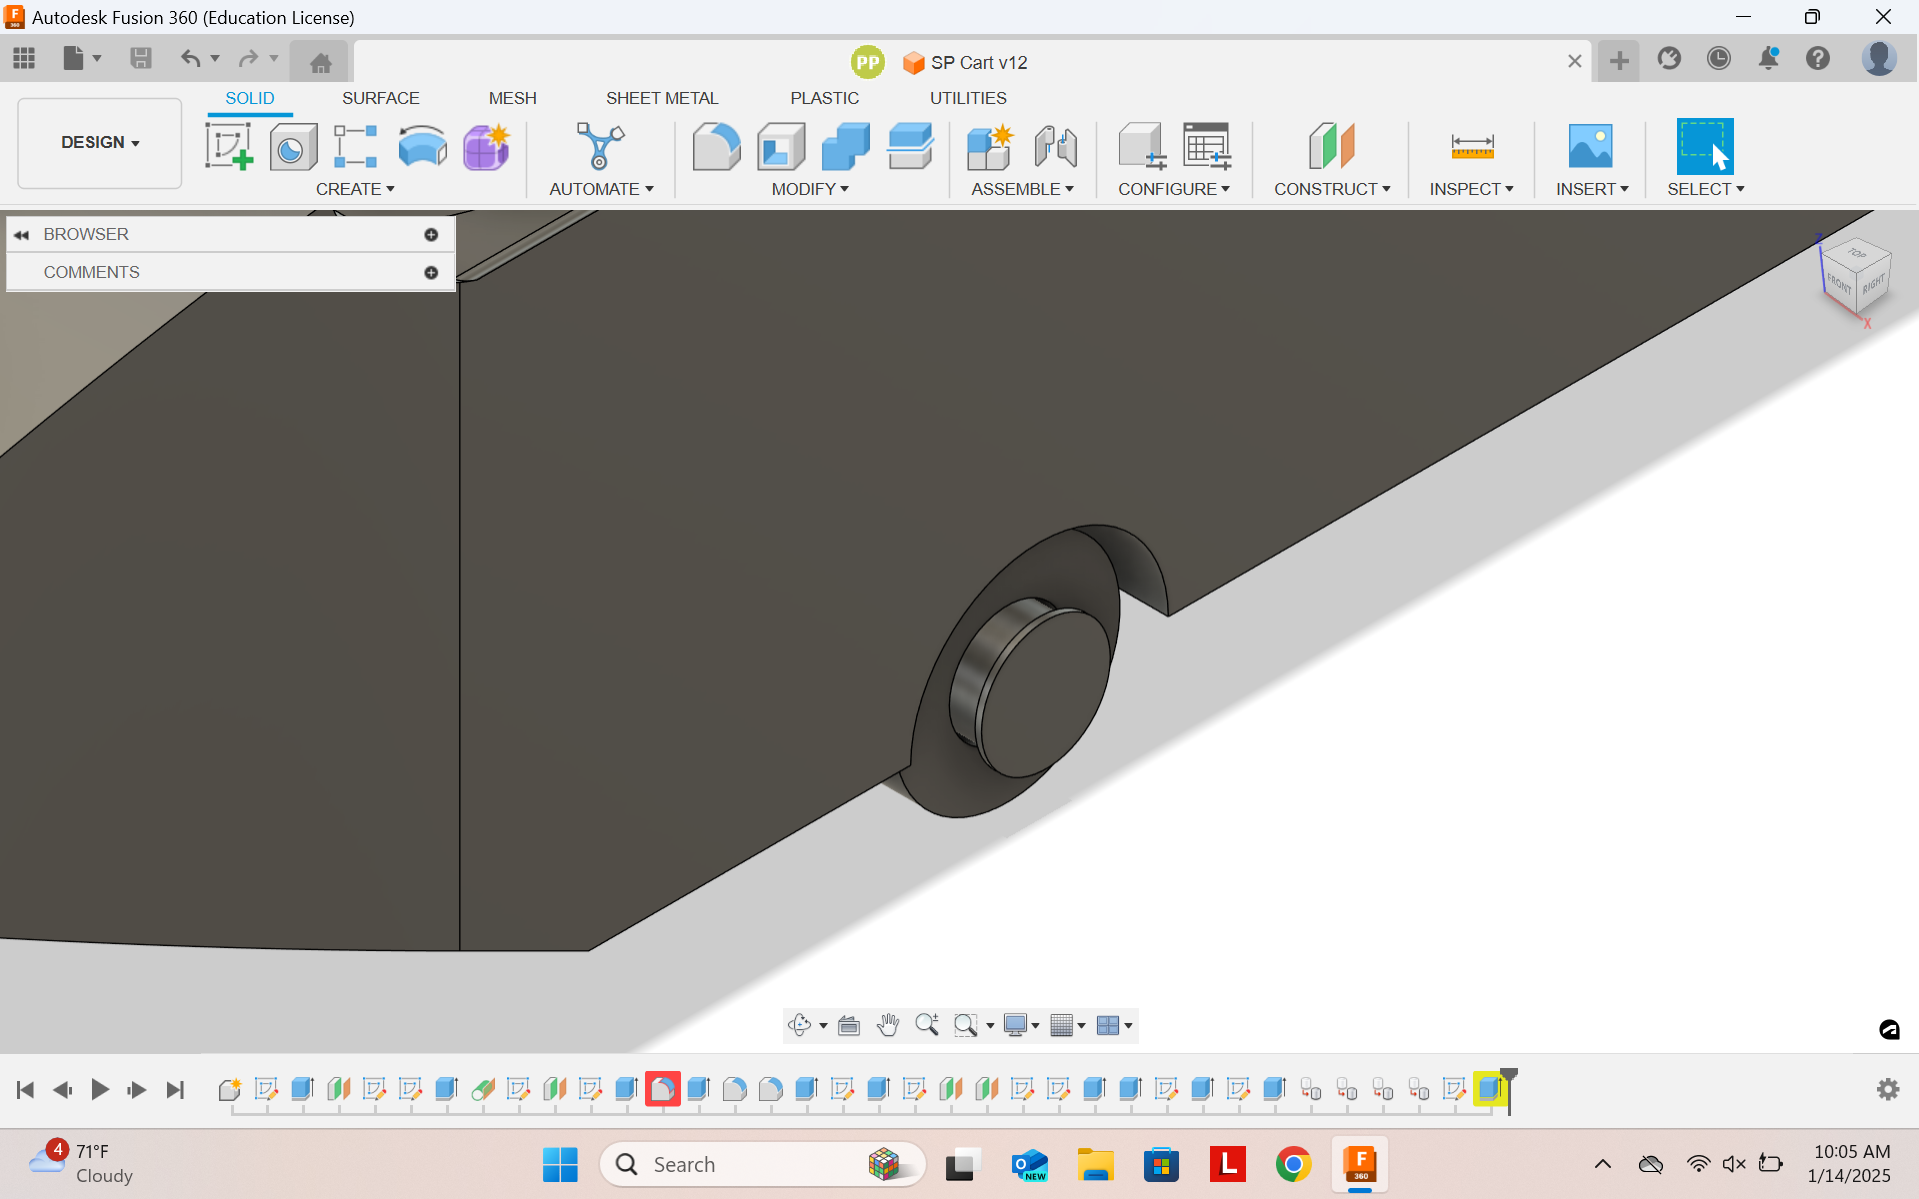 Autodesk Fusion 360 (Education License)
PP
SP Cart v12
SOLID
SURFACE
MESH
SHEET METAL
PLASTIC
UTILITIES
DESIGN
CREATE
AUTOMATE
MODIFY
ASSEMBLE
CONFIGURE
CONSTRUCT
INSPECT
INSERT
SELECT
BROWSER
COMMENTS
Z
TOP
FRONT
RIGHT
X
4
71°F
Cloudy
Search
NEW
L
F
360
10:05 AM
1/14/2025